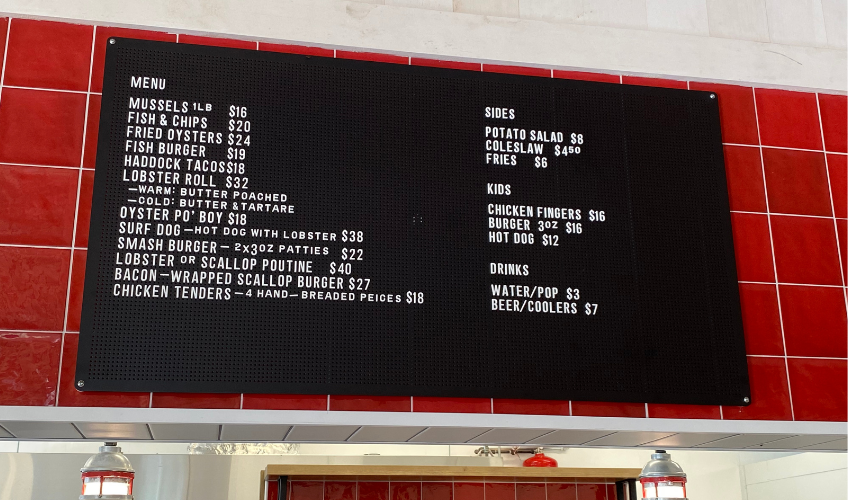 MENU
MUSSELS 1LB $16
FISH & CHIPS $20
FRIED OYSTERS $24
FISH BURGER $19
HADDOCK TACOS $18
LOBSTER ROLL $32
-WARM: BUTTER POACHED
-COLD: BUTTER & TARTARE
OYSTER PO' BOY $18
SURF DOG - HOT DOG WITH LOBSTER $38
SMASH BURGER - 2x3OZ PATTIES $22
LOBSTER OR SCALLOP POUTINE $40
BACON-WRAPPED SCALLOP BURGER $27
CHICKEN TENDERS - 4 HAND-BREADED PEICES $18
SIDES
POTATO SALAD $8
COLESLAW $450
FRIES $6
KIDS
CHICKEN FINGERS $16
BURGER 3OZ $16
HOT DOG $12
DRINKS
WATER/POP $3
BEER/COOLERS $7